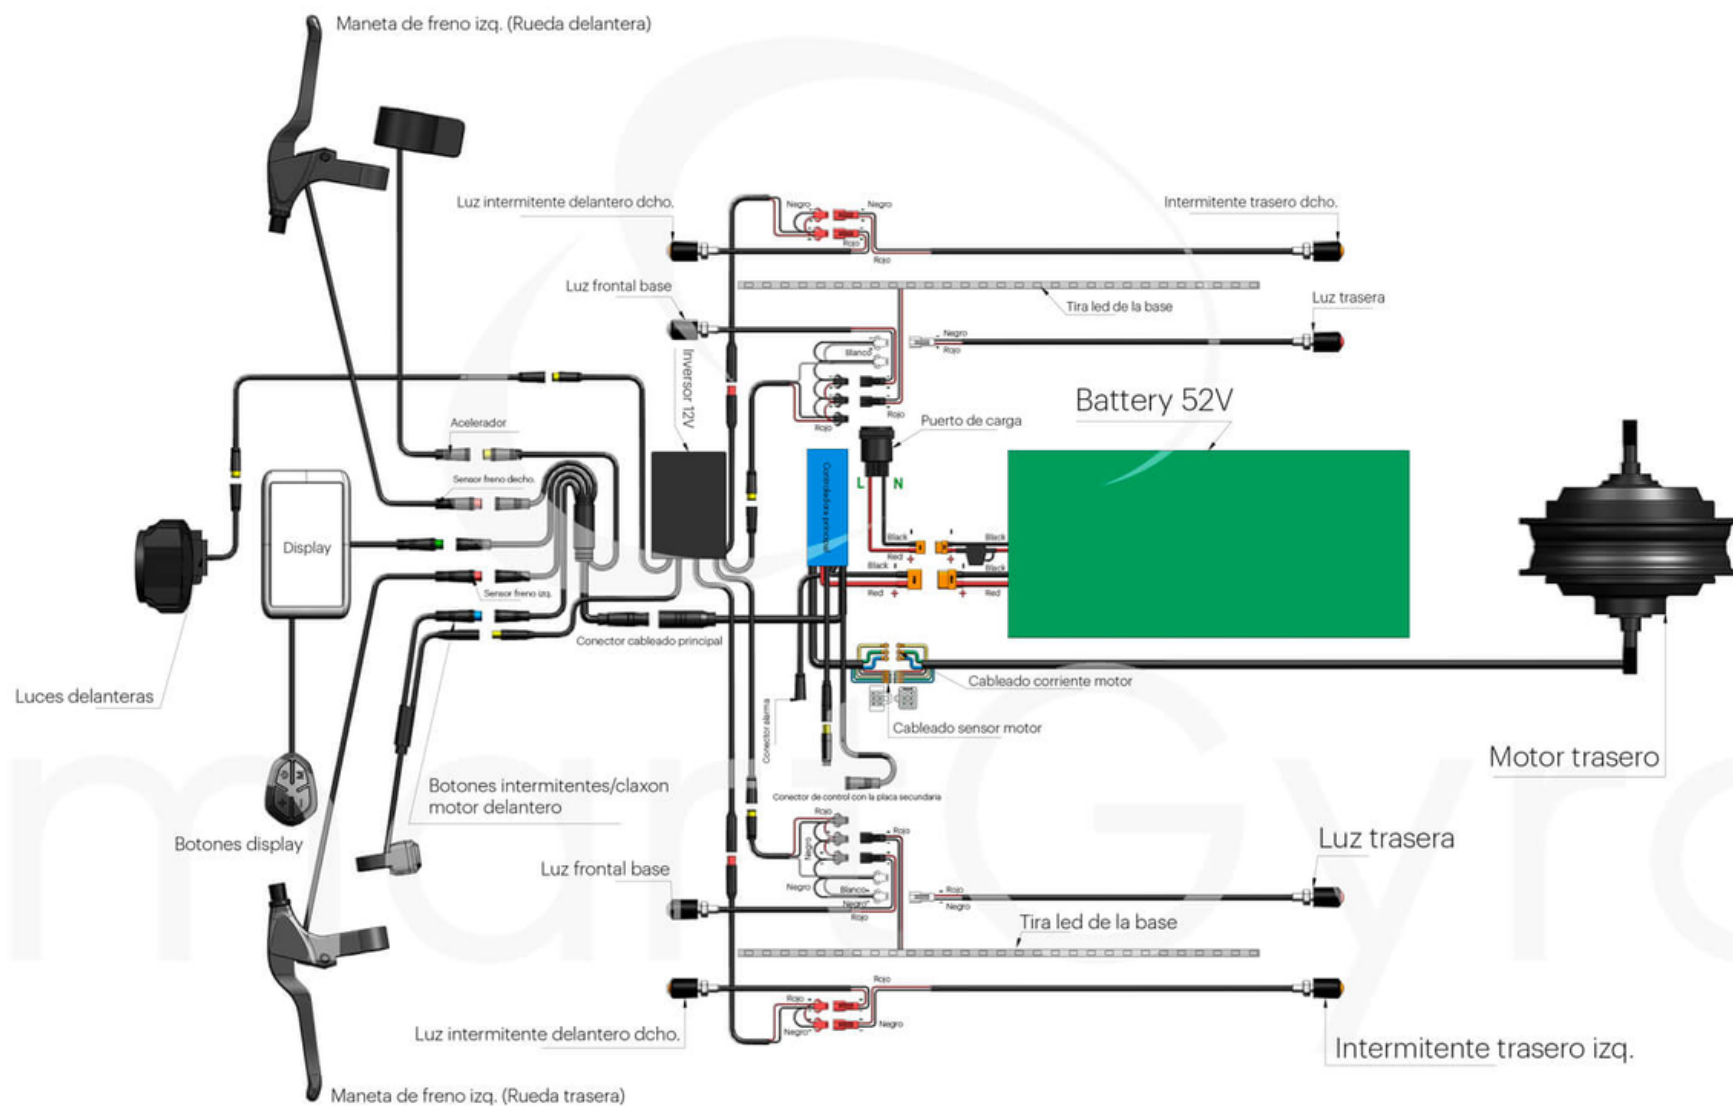 Maneta de freno izq. (Rueda delantera)
Luz intermitente delantero dcho.
Negro
Negro
Rojo
Rojo
Intermitente trasero dcho.
Luz frontal base
Tira led de la base
Luz trasera
Negro
Rojo
Blanco
Rojo
Rojo
Inversor 12V
Battery 52V
Acelerador
Puerto de carga
Sensor freno decho.
L N
Display
Black
Black
Red
Black
Black
Red
Red
Sensor freno izq.
Conector cableado principal
Cableado corriente motor
Luces delanteras
Conector alarma
Cableado sensor motor
Motor trasero
Botones intermitentes/claxon
motor delantero
Conector de control con la placa secundaria
Botones display
Rojo
Rojo
Negro
Luz trasera
Luz frontal base
Negro
Blanco
Negro
Rojo
Rojo
Negro
Tira led de la base
Rojo
Rojo
Negro
Negro
Luz intermitente delantero dcho.
Intermitente trasero izq.
Maneta de freno izq. (Rueda trasera)
martGyro